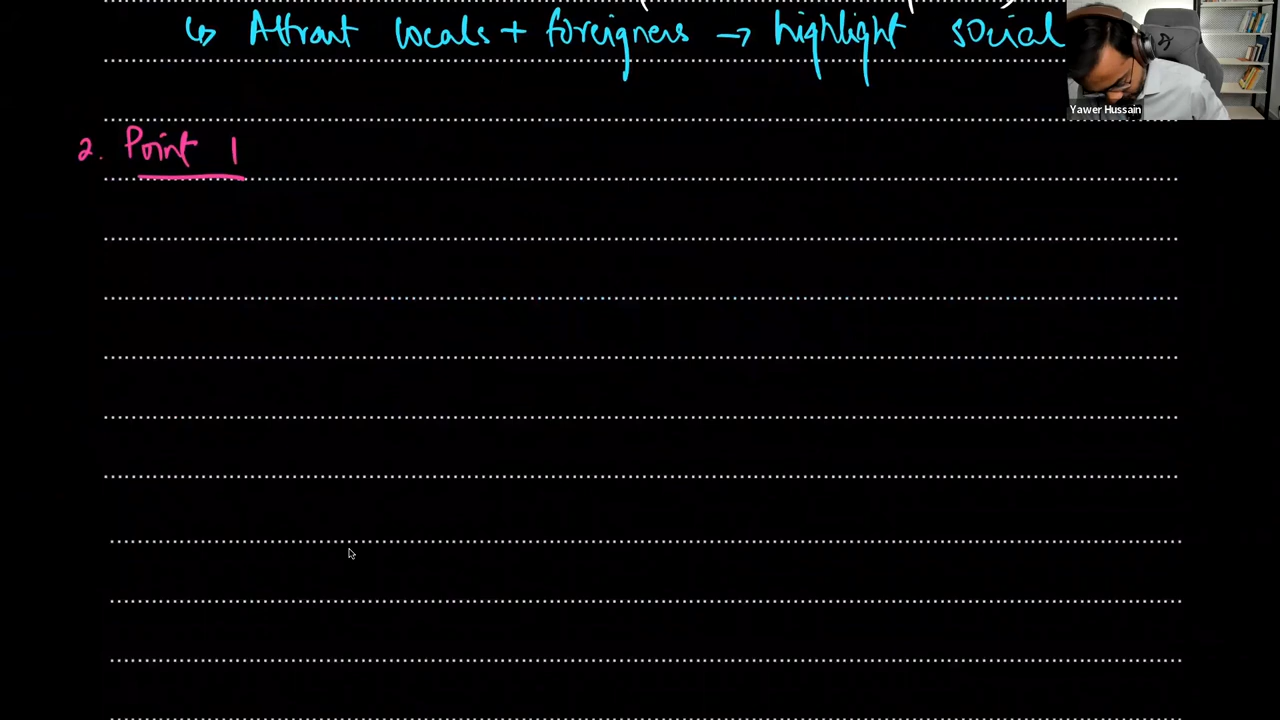 ↳ Attract locals + foreigners → highlight social
Yawer Hussain
2. Point 1